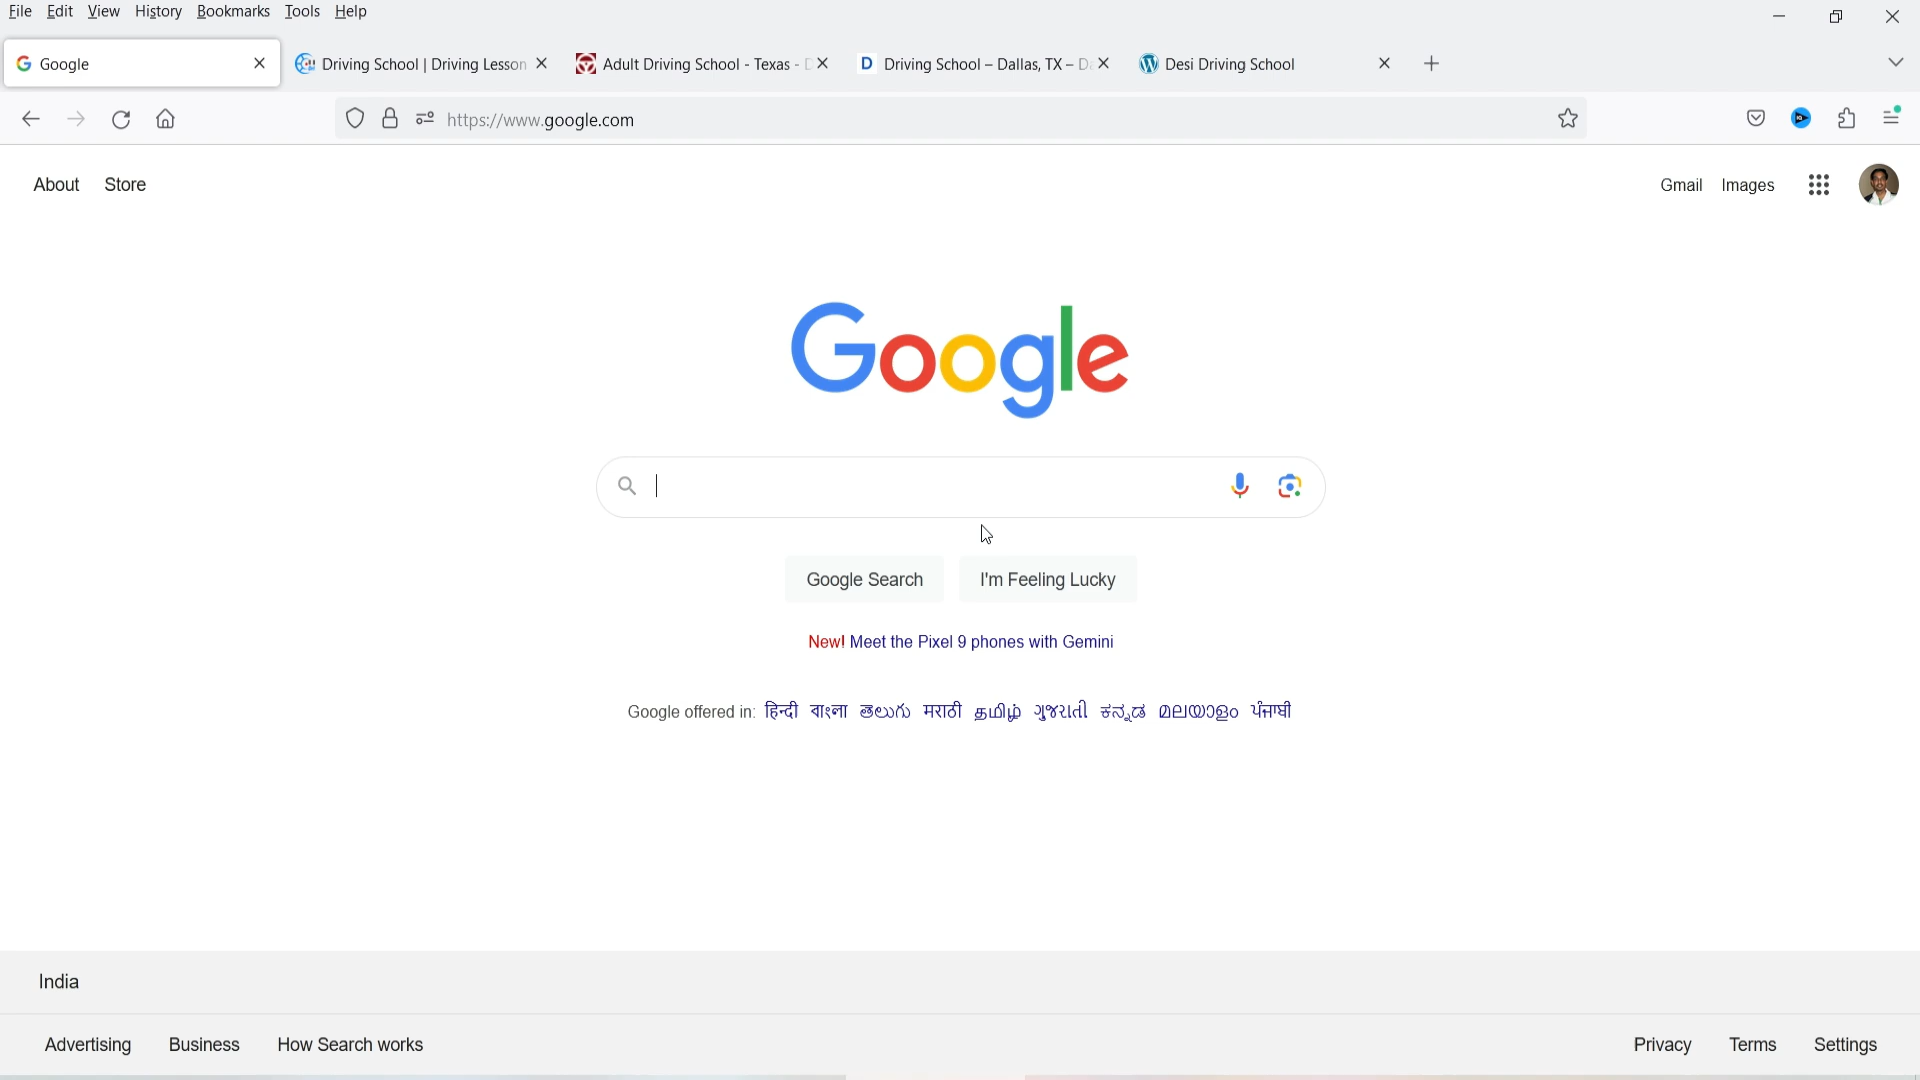 File Edit View History Bookmarks Tools Help
Google
Driving School | Driving Lesson
Adult Driving School - Texas -
D Driving School – Dallas, TX –
Desi Driving School
https://www.google.com
About Store
Gmail Images
Google
Google Search I'm Feeling Lucky
New! Meet the Pixel 9 phones with Gemini
Google offered in: हिन्दी বাংলা తెలుగు मराठी தமிழ் ગુજરાતી ಕನ್ನಡ മലയാളം ਪੰਜਾਬੀ
India
Advertising Business How Search works
Privacy Terms Settings